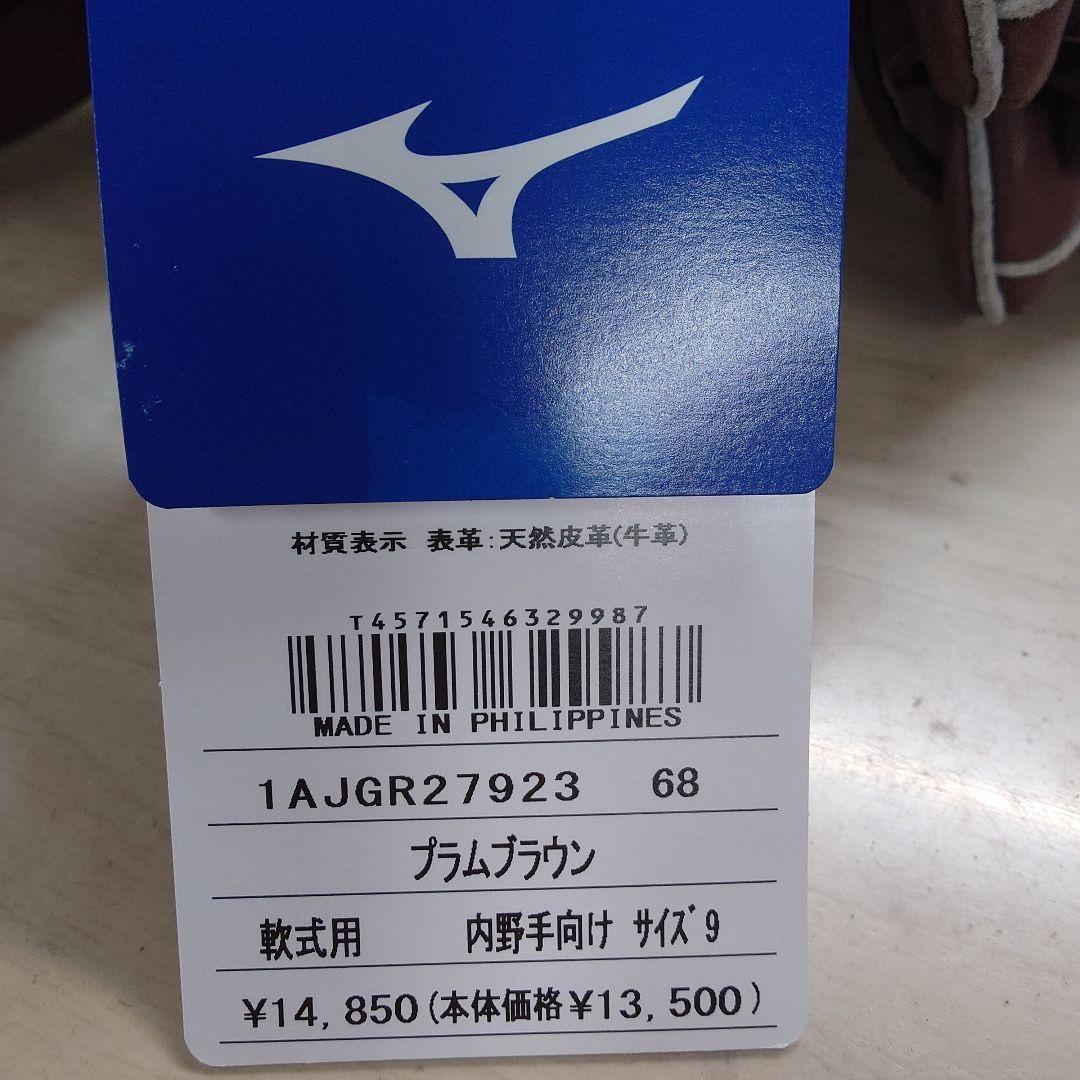 材質表示 表革:天然皮革(牛革)
T4571546329987
MADE IN PHILIPPINES
1AJGR27923 68
プラムブラウン
軟式用 内野手向け サイズ9
¥14,850(本体価格¥13,500)